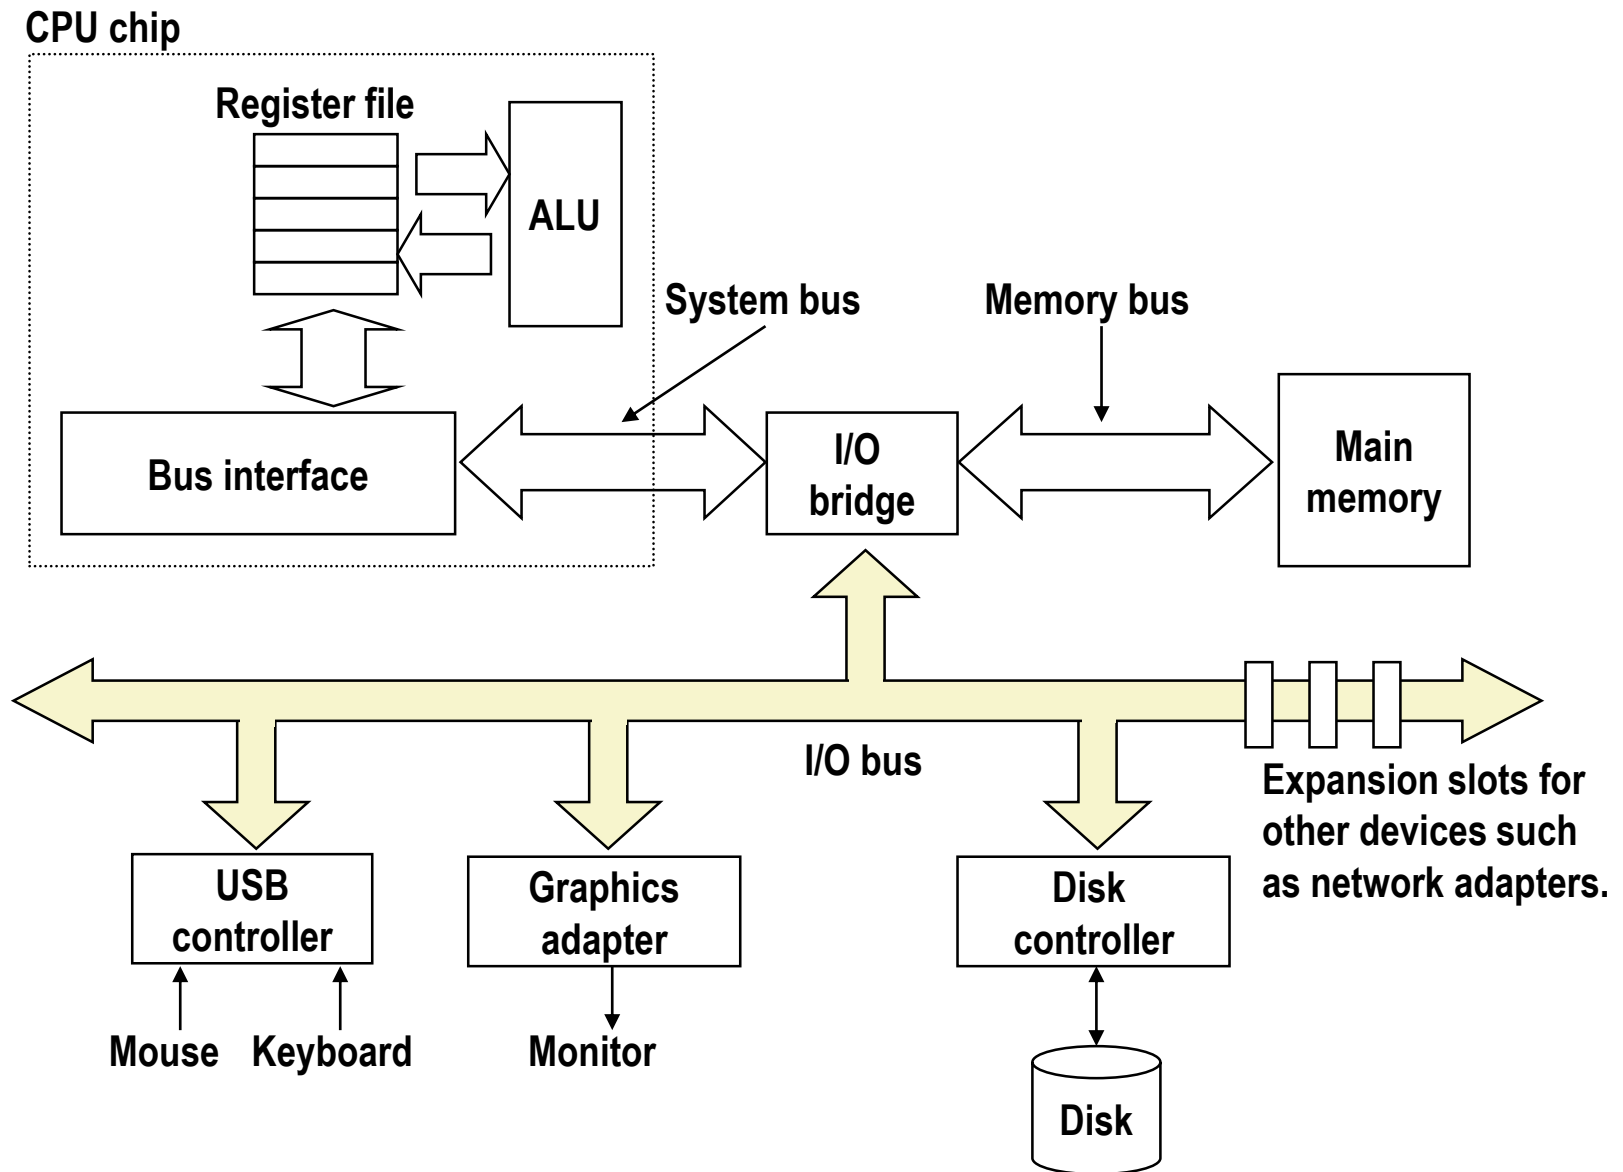 CPU chip
Register file
ALU
System bus
Memory bus
Bus interface
I/O
bridge
Main
memory
I/O bus
Expansion slots for
other devices such
as network adapters.
USB
controller
Graphics
adapter
Disk
controller
Mouse
Keyboard
Monitor
Disk